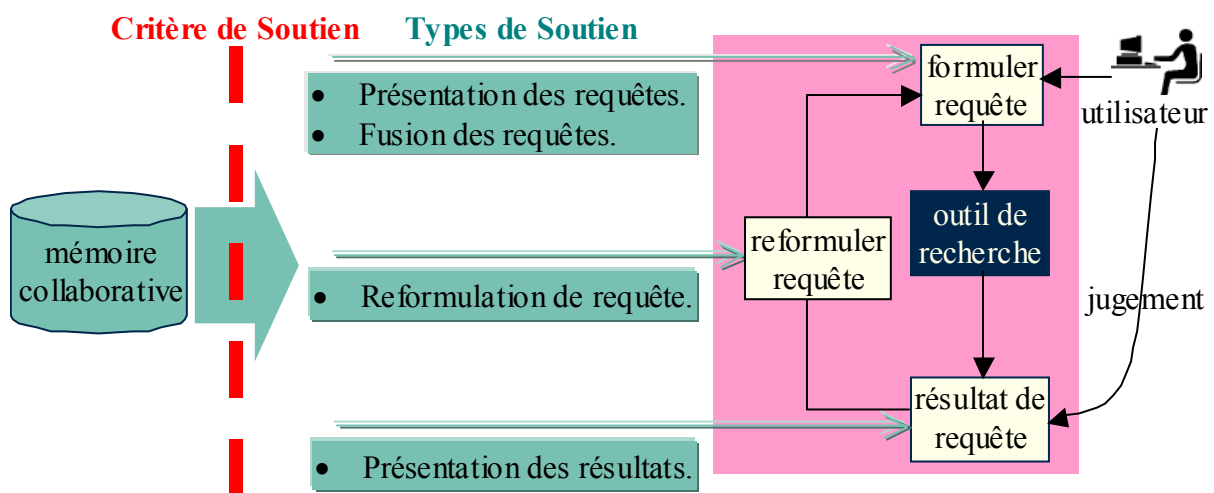 Critère de Soutien
Types de Soutien
• Présentation des requêtes.
• Fusion des requêtes.
formuler
requête
utilisateur
mémoire
collaborative
reformuler
requête
outil de
recherche
• Reformulation de requête.
jugement
résultat de
requête
• Présentation des résultats.